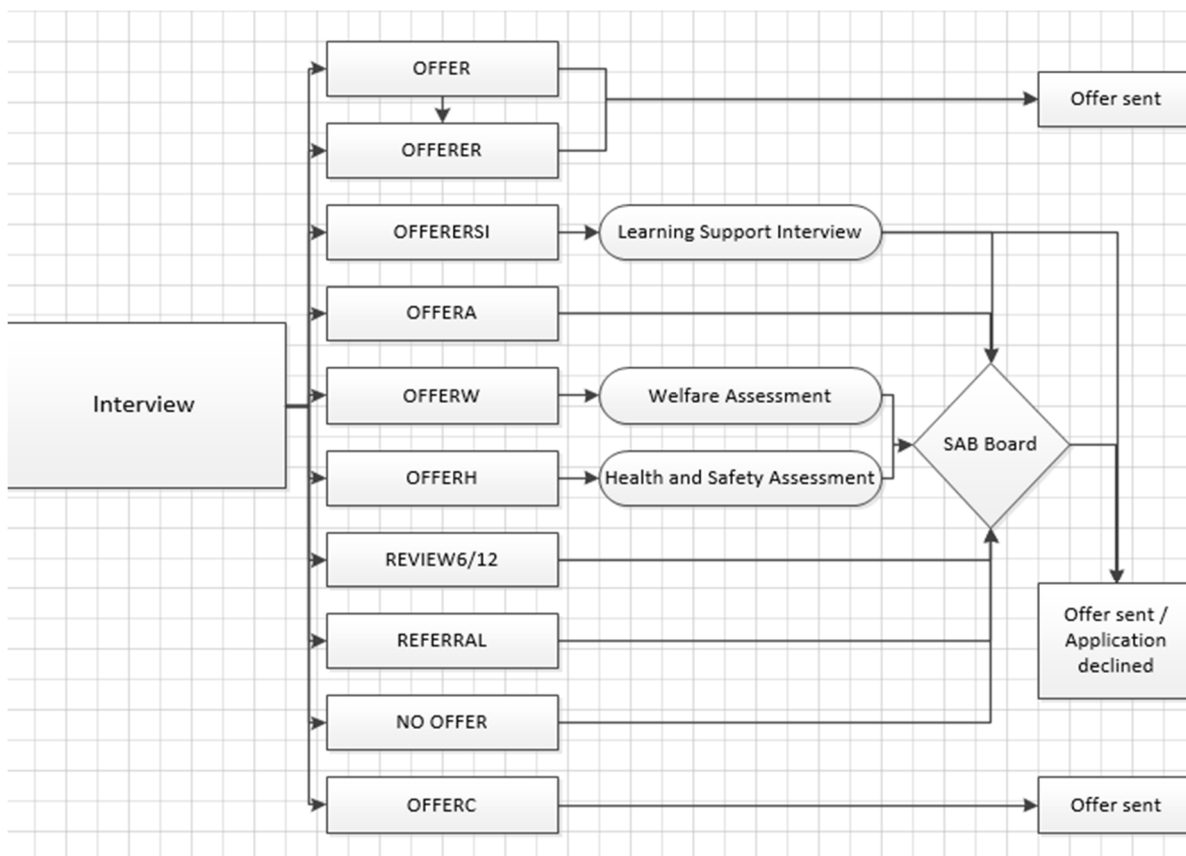 OFFER
Offer sent
OFFERER
OFFERERSI
Learning Support Interview
OFFERA
Interview
OFFERW
Welfare Assessment
SAB Board
OFFERH
Health and Safety Assessment
REVIEW6/12
REFERRAL
Offer sent /
Application
declined
NO OFFER
OFFERC
Offer sent